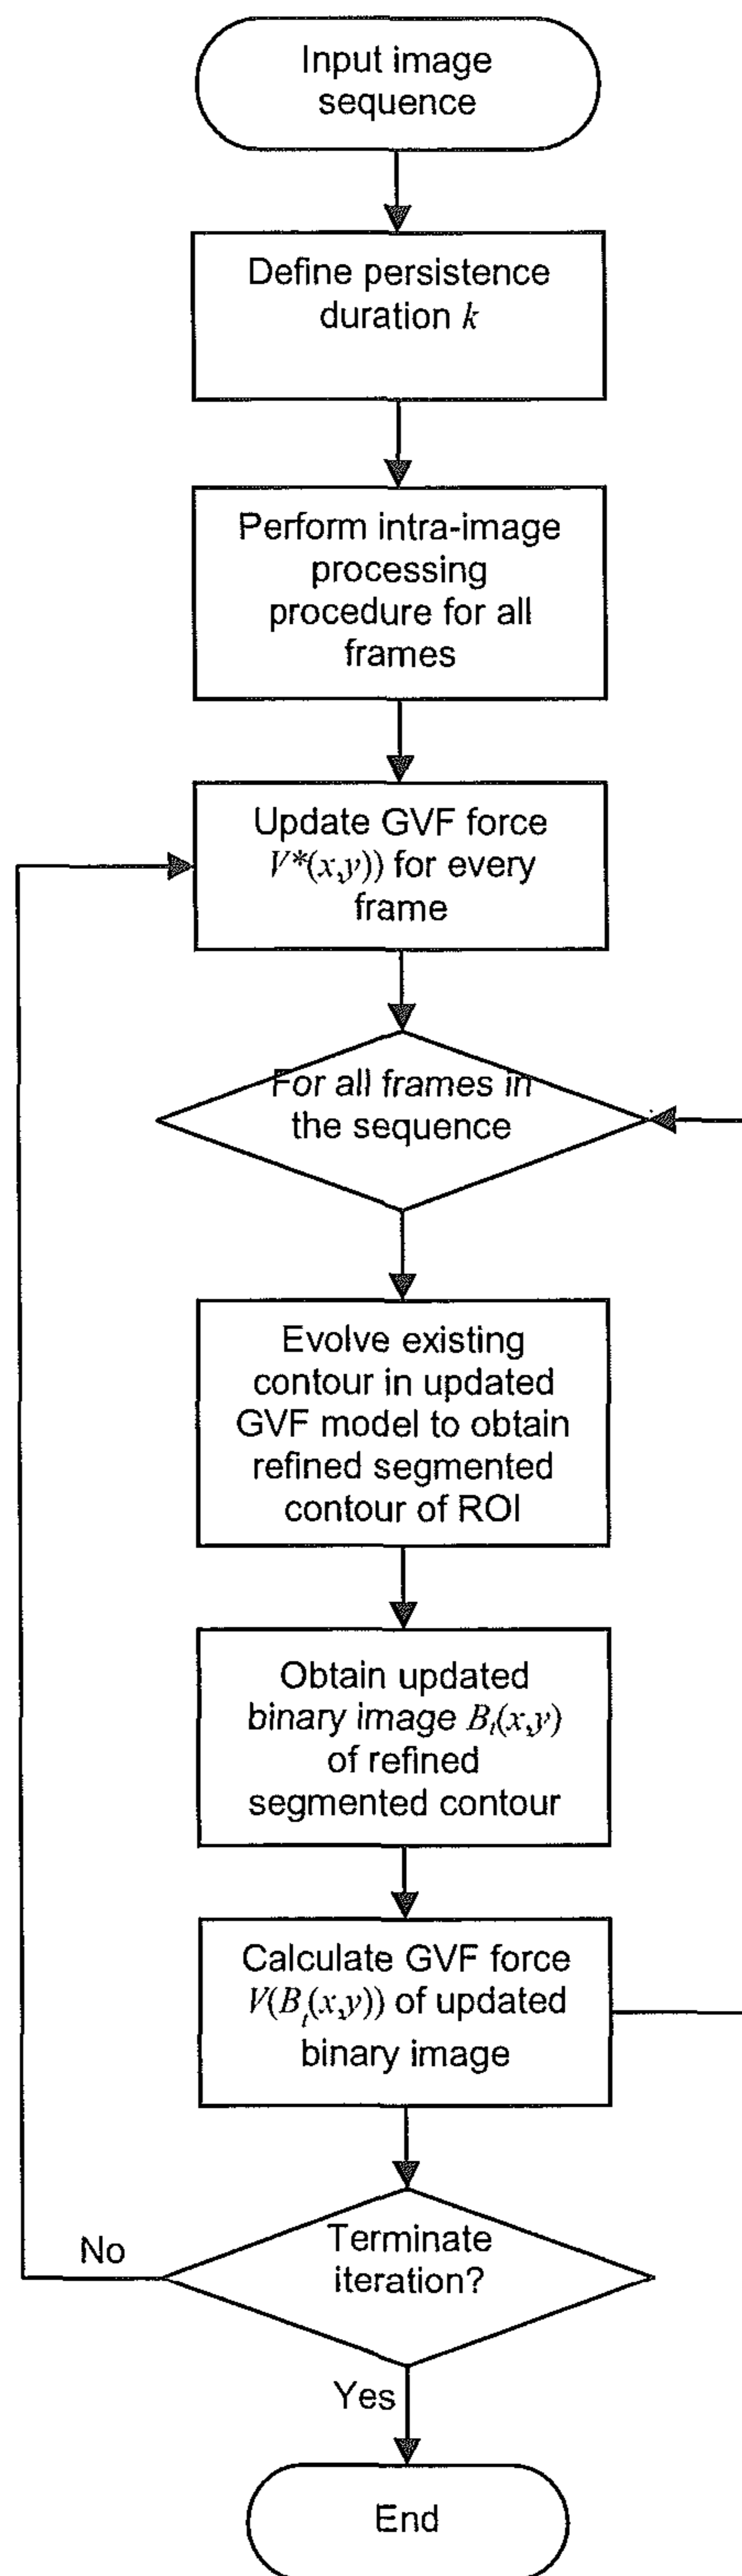 Input image
sequence
Define persistence
duration k
Perform intra-image
processing
procedure for all
frames
Update GVF force
V*(x,y)) for every
frame
For all frames in
the sequence
Evolve existing
contour in updated
GVF model to obtain
refined segmented
contour of ROI
Obtain updated
binary image Bₜ(x,y)
of refined
segmented contour
Calculate GVF force
V(Bₜ(x,y)) of updated
binary image
Terminate
iteration?
No
Yes
End